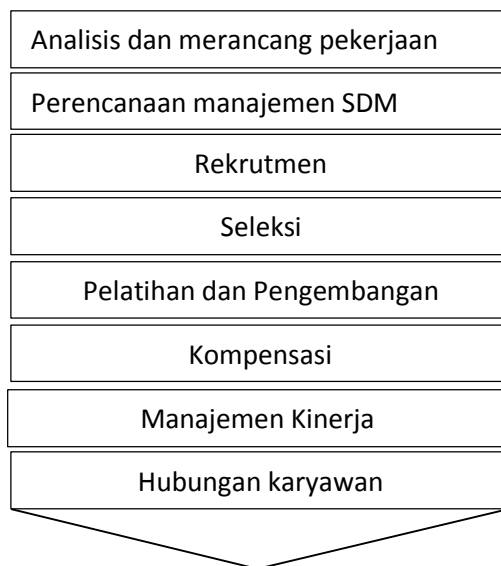 Analisis dan merancang pekerjaan
Perencanaan manajemen SDM
Rekrutmen
Seleksi
Pelatihan dan Pengembangan
Kompensasi
Manajemen Kinerja
Hubungan karyawan